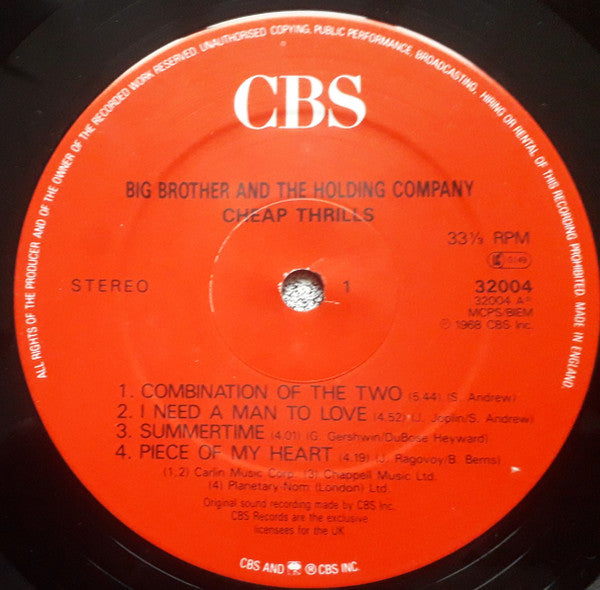 ALL RIGHTS OF THE PRODUCER AND OF THE OWNER OF THE RECORDED WORK RESERVED. UNAUTHORISED COPYING, PUBLIC PERFORMANCE, BROADCASTING, HIRING OR RENTAL OF THIS RECORDING PROHIBITED. MADE IN ENGLAND.
CBS
BIG BROTHER AND THE HOLDING COMPANY
CHEAP THRILLS
33⅓ RPM
STEREO
1
32004
32004 A
MCPS/BIEM
℗ 1968 CBS Inc.
1. COMBINATION OF THE TWO (5.44) (S. Andrew)
2. I NEED A MAN TO LOVE (4.52) (J. Joplin/S. Andrew)
3. SUMMERTIME (4.01) (G. Gershwin/DuBose Heyward)
4. PIECE OF MY HEART (4.19) (J. Ragovoy/B. Berns)
(1,2) Carlin Music Corp. (3) Chappell Music Ltd.
(4) Planetary Nom (London) Ltd.
Original sound recording made by CBS Inc.
CBS Records are the exclusive
licensees for the UK
CBS AND ® CBS INC.